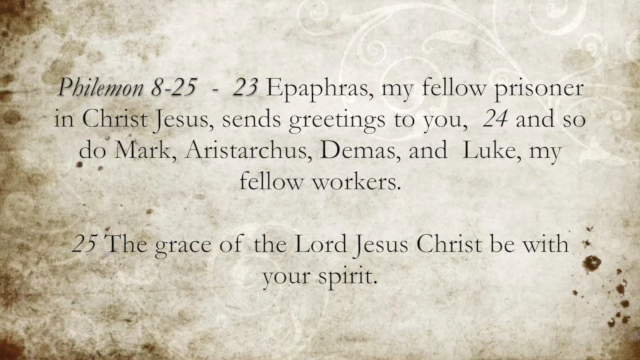 Philemon 8-25 - 23 Epaphras, my fellow prisoner
in Christ Jesus, sends greetings to you, 24 and so
do Mark, Aristarchus, Demas, and Luke, my
fellow workers.
25 The grace of the Lord Jesus Christ be with
your spirit.